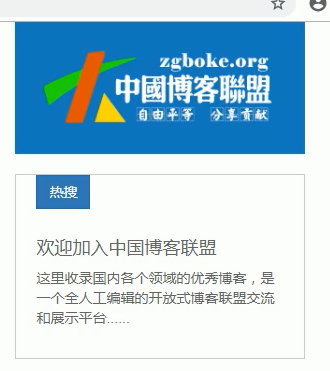 zgboke.org
中國博客聯盟
自由平等 分享貢獻
热搜
欢迎加入中国博客联盟
这里收录国内各个领域的优秀博客，是
一个全人工编辑的开放式博客联盟交流
和展示平台......